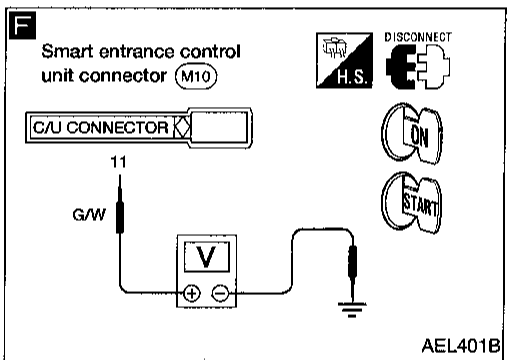 F
Smart entrance control
unit connector M10
H.S.
DISCONNECT
C/U CONNECTOR
ON
11
START
G/W
V
⊕ ⊖
AEL401B